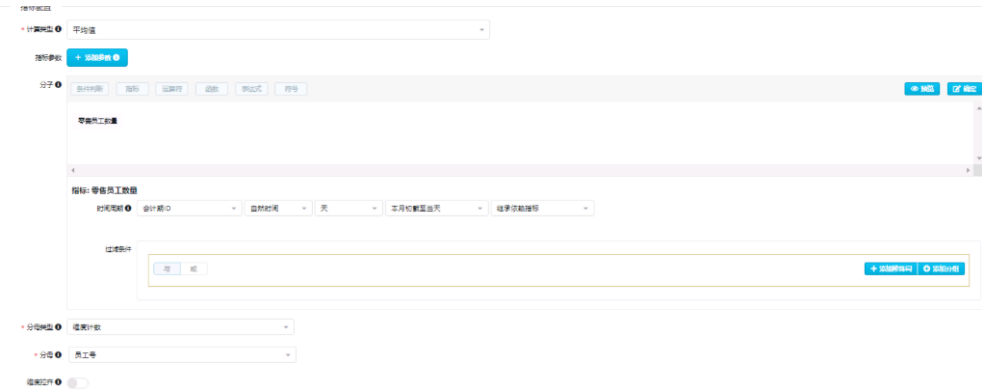 指标配置
* 计算类型 平均值
指标参数 + 添加参数
分子 条件判断 指标 运算符 函数 表达式 符号 预览 确定
零售员工数量
指标: 零售员工数量
时间周期 会计期ID 自然时间 天 本月初截至当天 继承依赖指标
过滤条件
与 或 + 添加原装词 添加分组
* 分母类型 维度计数
* 分母 员工号
维度拉开